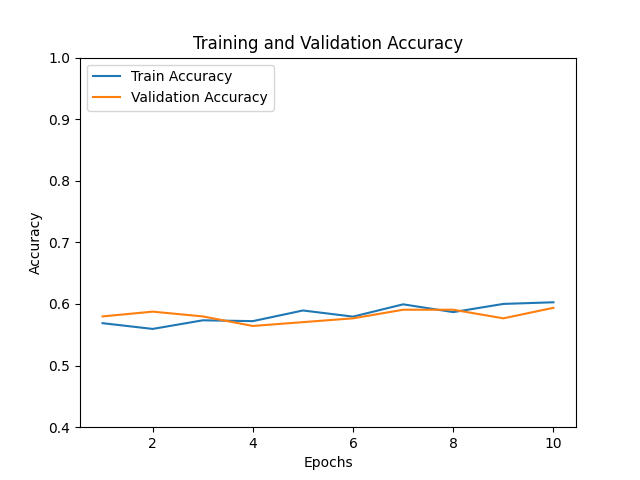 Training and Validation Accuracy
Train Accuracy
Validation Accuracy
Accuracy
1.0
0.9
0.8
0.7
0.6
0.5
0.4
2 4 6 8 10
Epochs